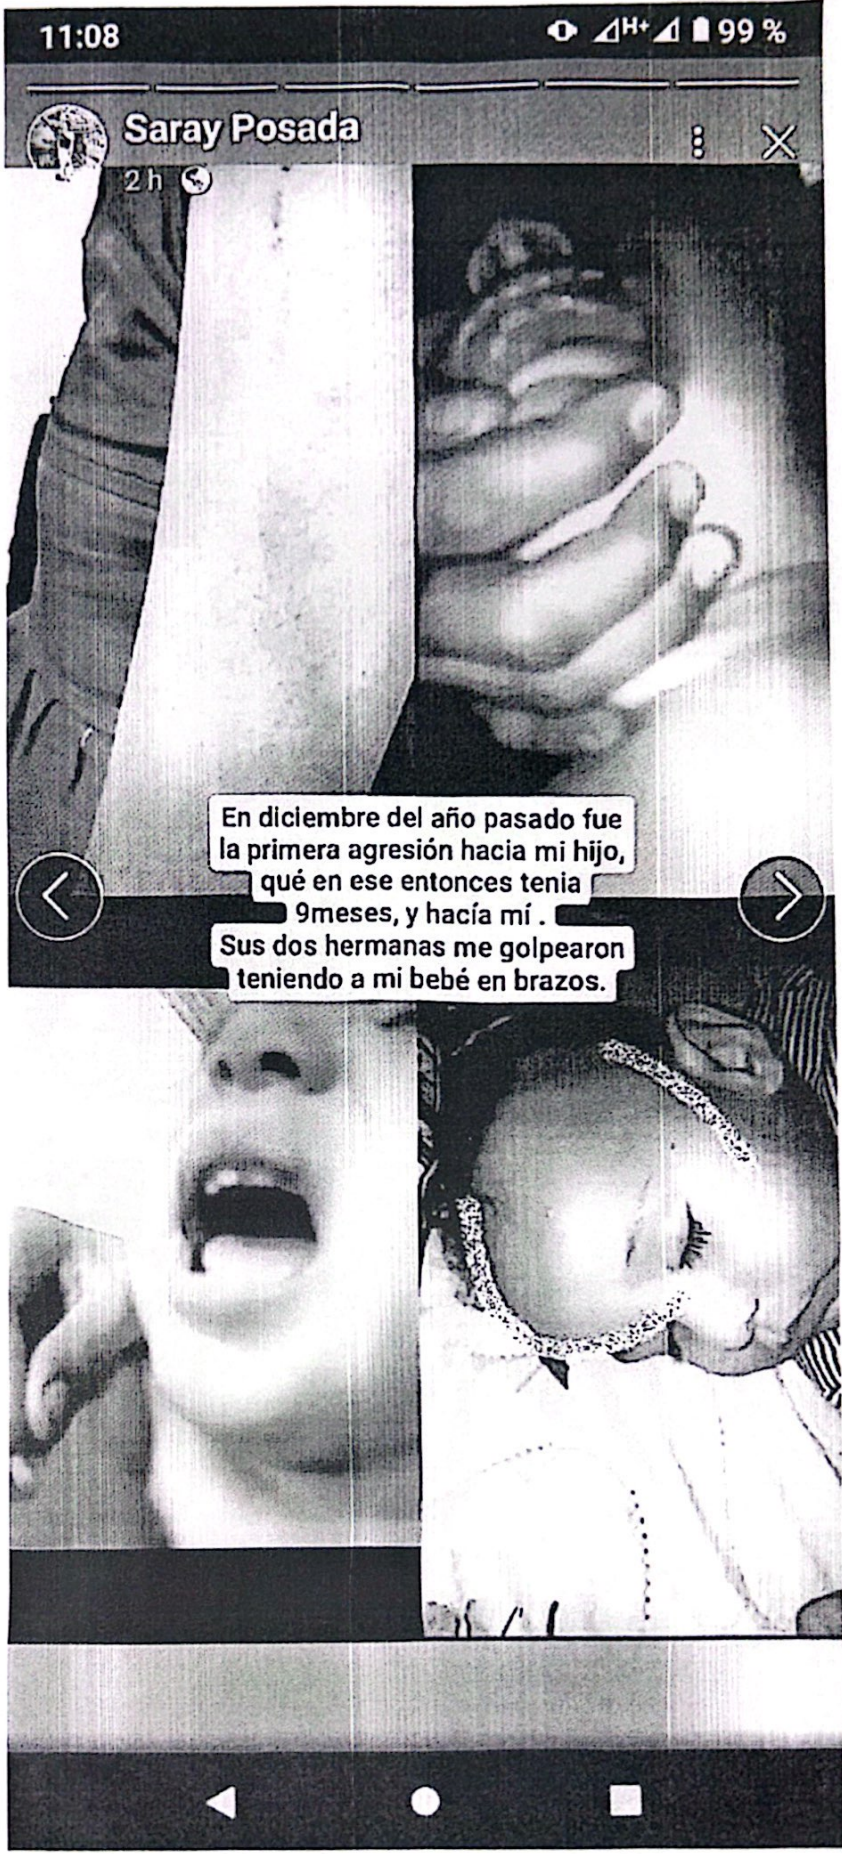 11:08
H+ 99 %
Saray Posada
2 h
En diciembre del año pasado fue
la primera agresión hacia mi hijo,
qué en ese entonces tenia
9meses, y hacía mí .
Sus dos hermanas me golpearon
teniendo a mi bebé en brazos.